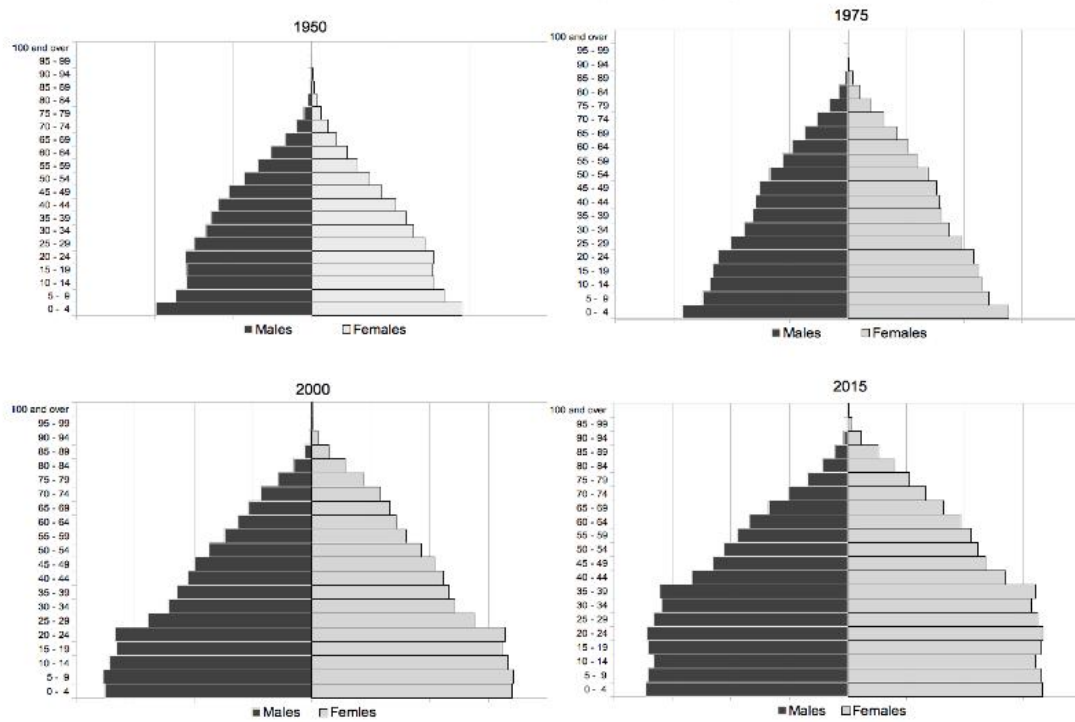 1950
100 and over
95 - 99
90 - 94
85 - 89
80 - 84
75 - 79
70 - 74
65 - 69
60 - 64
55 - 59
50 - 54
45 - 49
40 - 44
35 - 39
30 - 34
25 - 29
20 - 24
15 - 19
10 - 14
5 - 9
0 - 4
Males Females
1975
100 and over
95 - 99
90 - 94
85 - 89
80 - 84
75 - 79
70 - 74
65 - 69
60 - 64
55 - 59
50 - 54
45 - 49
40 - 44
35 - 39
30 - 34
25 - 29
20 - 24
15 - 19
10 - 14
5 - 9
0 - 4
Males Females
2000
100 and over
95 - 99
90 - 94
85 - 89
80 - 84
75 - 79
70 - 74
65 - 69
60 - 64
55 - 59
50 - 54
45 - 49
40 - 44
35 - 39
30 - 34
25 - 29
20 - 24
15 - 19
10 - 14
5 - 9
0 - 4
Males Femles
2015
100 and over
95 - 99
90 - 94
85 - 89
80 - 84
75 - 79
70 - 74
65 - 69
60 - 64
55 - 59
50 - 54
45 - 49
40 - 44
35 - 39
30 - 34
25 - 29
20 - 24
15 - 19
10 - 14
5 - 9
0 - 4
Males Females